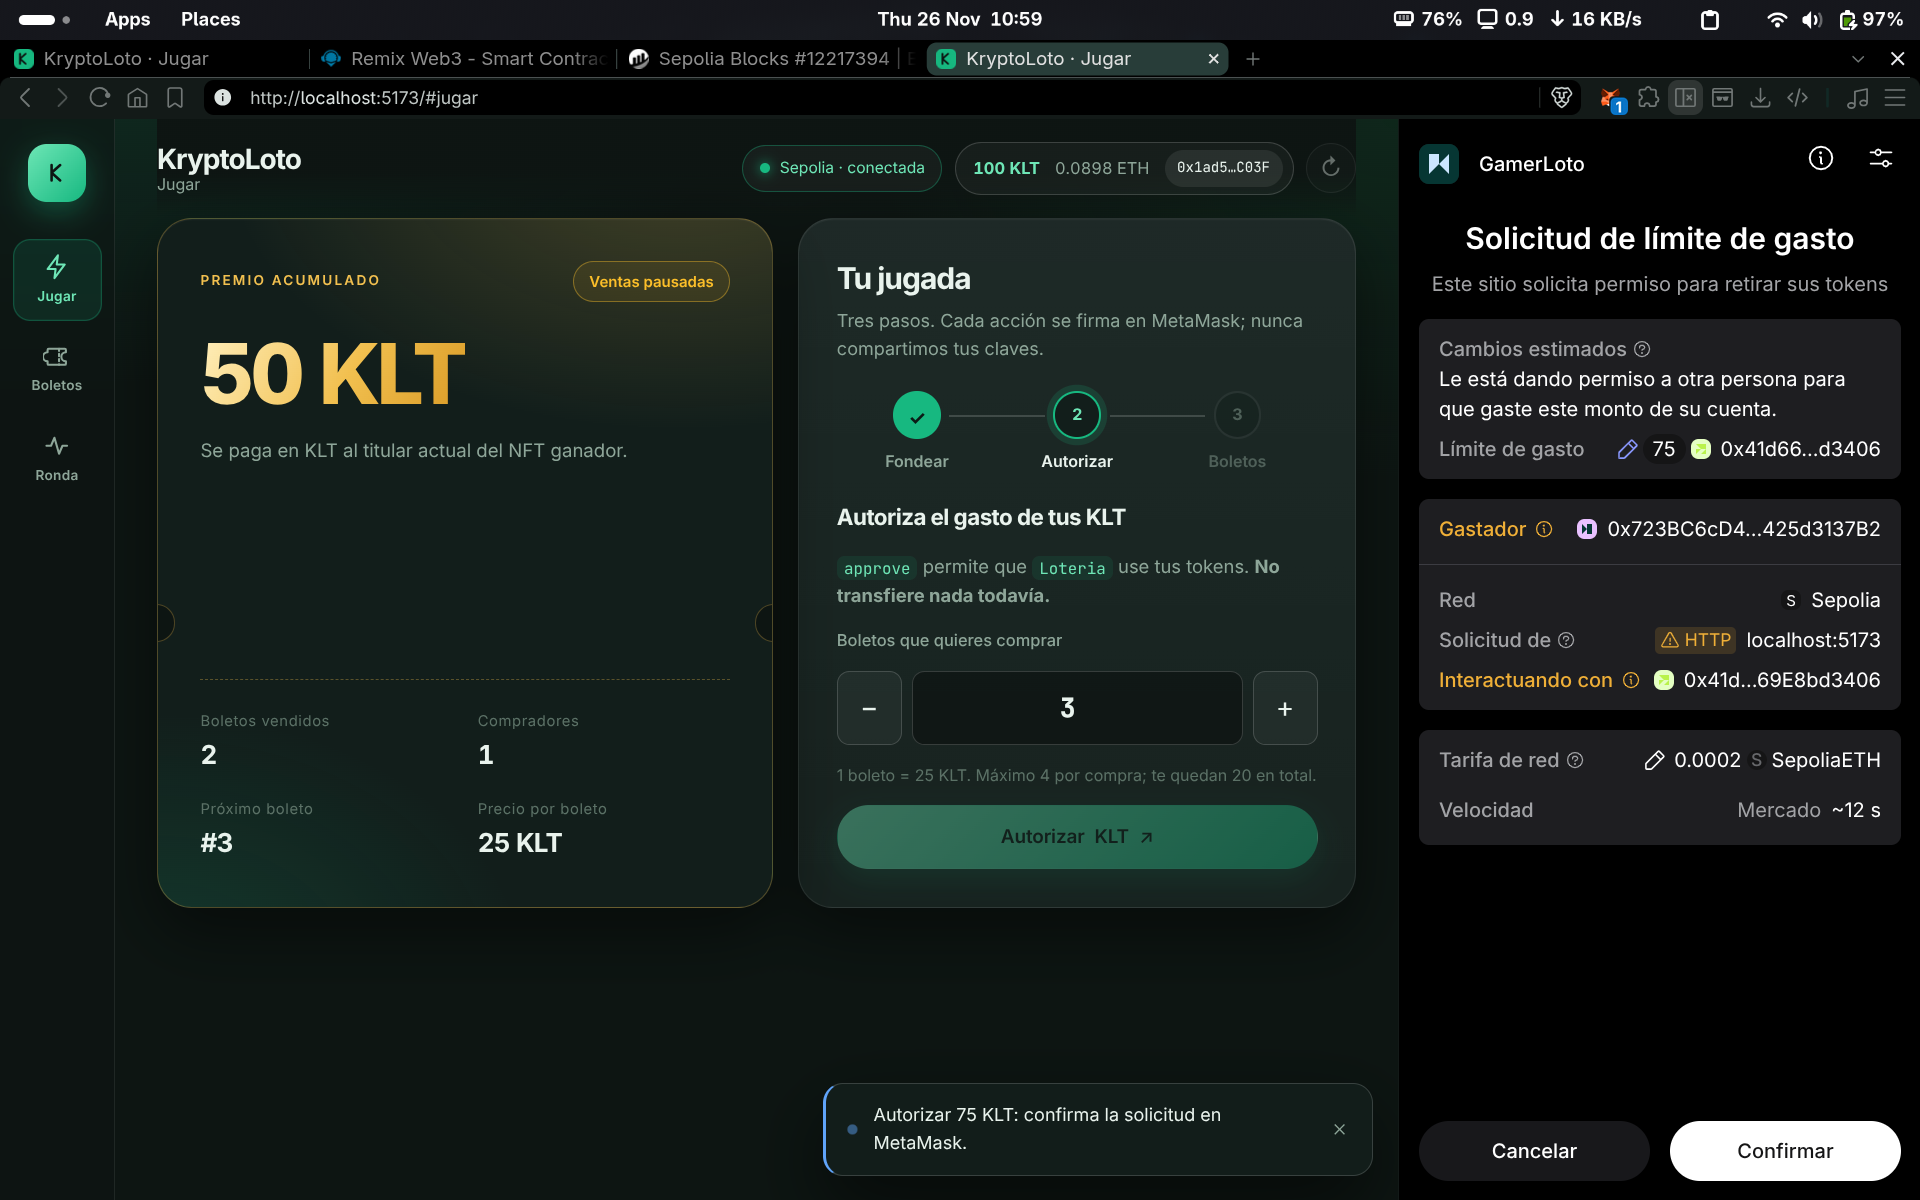 Apps Places Thu 26 Nov 10:59 76% 0.9 16 KB/s 97%
KryptoLoto · Jugar Remix Web3 - Smart Contrac Sepolia Blocks #12217394 KryptoLoto · Jugar
http://localhost:5173/#jugar 1
K
Jugar
Boletos
Ronda
KryptoLoto
Jugar
Sepolia · conectada
100 KLT 0.0898 ETH 0x1ad5…C03F
PREMIO ACUMULADO
Ventas pausadas
50 KLT
Se paga en KLT al titular actual del NFT ganador.
Boletos vendidos Compradores
2 1
Próximo boleto Precio por boleto
#3 25 KLT
Tu jugada
Tres pasos. Cada acción se firma en MetaMask; nunca
compartimos tus claves.
2 3
Fondear Autorizar Boletos
Autoriza el gasto de tus KLT
approve permite que Loteria use tus tokens. No
transfiere nada todavía.
Boletos que quieres comprar
− 3 +
1 boleto = 25 KLT. Máximo 4 por compra; te quedan 20 en total.
Autorizar KLT ↗
Autorizar 75 KLT: confirma la solicitud en
MetaMask.
GamerLoto
Solicitud de límite de gasto
Este sitio solicita permiso para retirar sus tokens
Cambios estimados
Le está dando permiso a otra persona para
que gaste este monto de su cuenta.
Límite de gasto 75 0x41d66...d3406
Gastador 0x723BC6cD4...425d3137B2
Red S Sepolia
Solicitud de HTTP localhost:5173
Interactuando con 0x41d...69E8bd3406
Tarifa de red 0.0002 S SepoliaETH
Velocidad Mercado ~12 s
Cancelar Confirmar